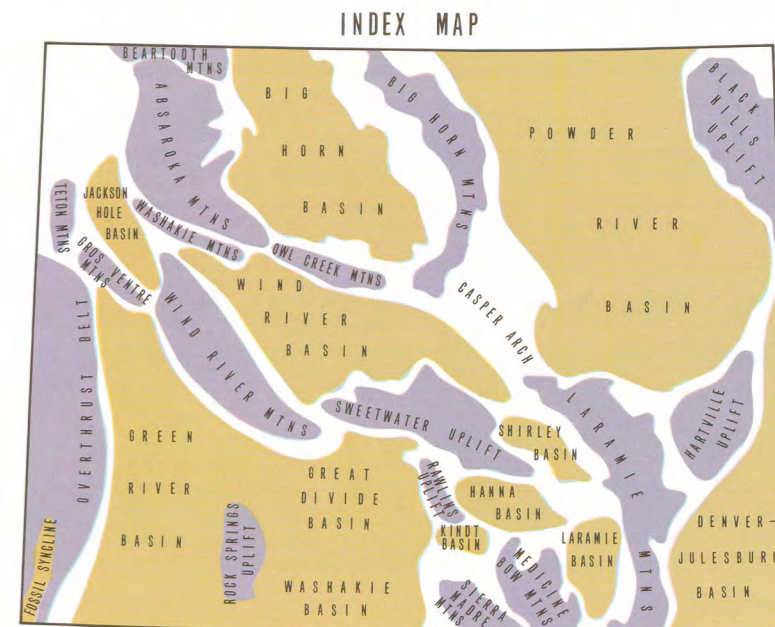 INDEX MAP
BEARTOOTH
MTNS
ABSAROKA MTNS
BIG
HORN
BASIN
BIG HORN MTNS
POWDER
RIVER
BASIN
BLACK
HILLS
UPLIFT
TETON MTNS
JACKSON
HOLE
BASIN
WASHAKIE MTNS
GROS VENTRE
MTNS
OWL CREEK MTNS
WIND
RIVER
BASIN
WIND RIVER MTNS
CASPER ARCH
OVERTHRUST BELT
SWEETWATER UPLIFT
SHIRLEY
BASIN
LARAMIE MTNS
HARTVILLE
UPLIFT
GREEN
RIVER
BASIN
GREAT
DIVIDE
BASIN
RAWLINS
UPLIFT
HANNA
BASIN
KINDT
BASIN
LARAMIE
BASIN
DENVER-
JULESBURG
BASIN
ROCK SPRINGS
UPLIFT
FOSSIL SYNCLINE
WASHAKIE
BASIN
MEDICINE
BOW MTNS
SIERRA
MADRE
MTNS